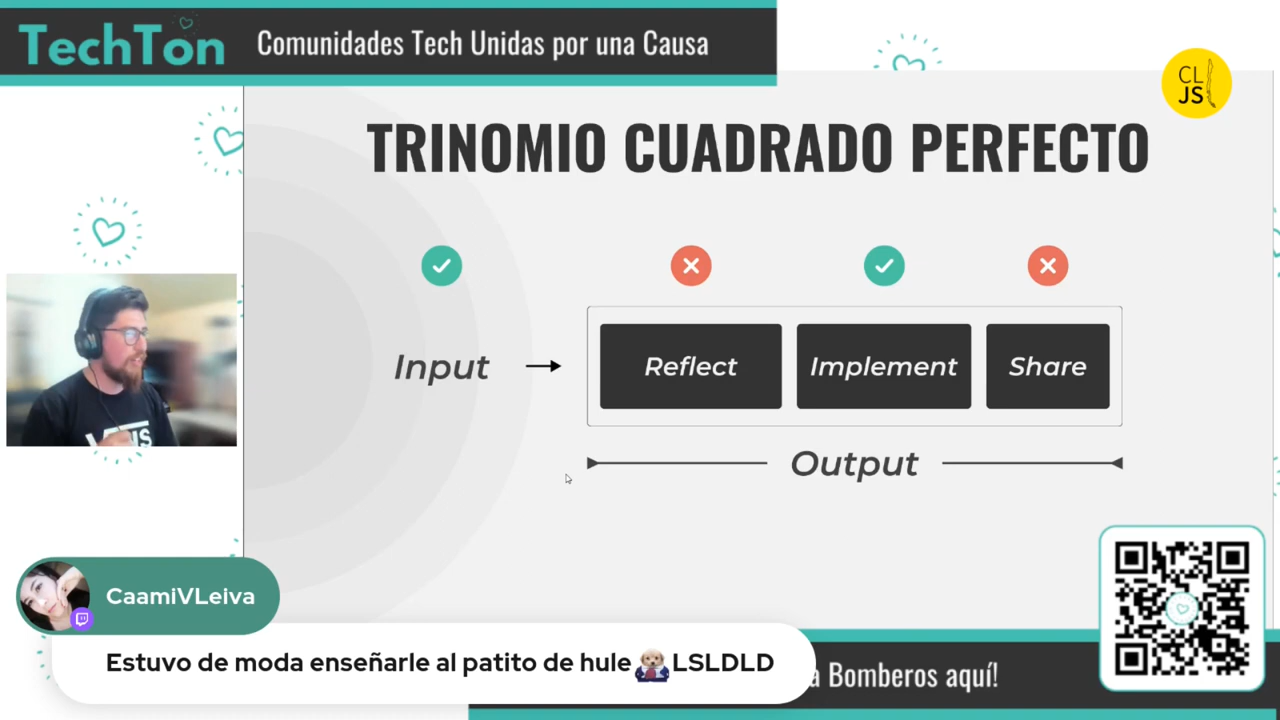 TechTon
Comunidades Tech Unidas por una Causa
CL
JS
TRINOMIO CUADRADO PERFECTO
Input
Reflect
Implement
Share
Output
VANS
CaamiVLeiva
Estuvo de moda enseñarle al patito de hule LSLDLD
a Bomberos aquí!